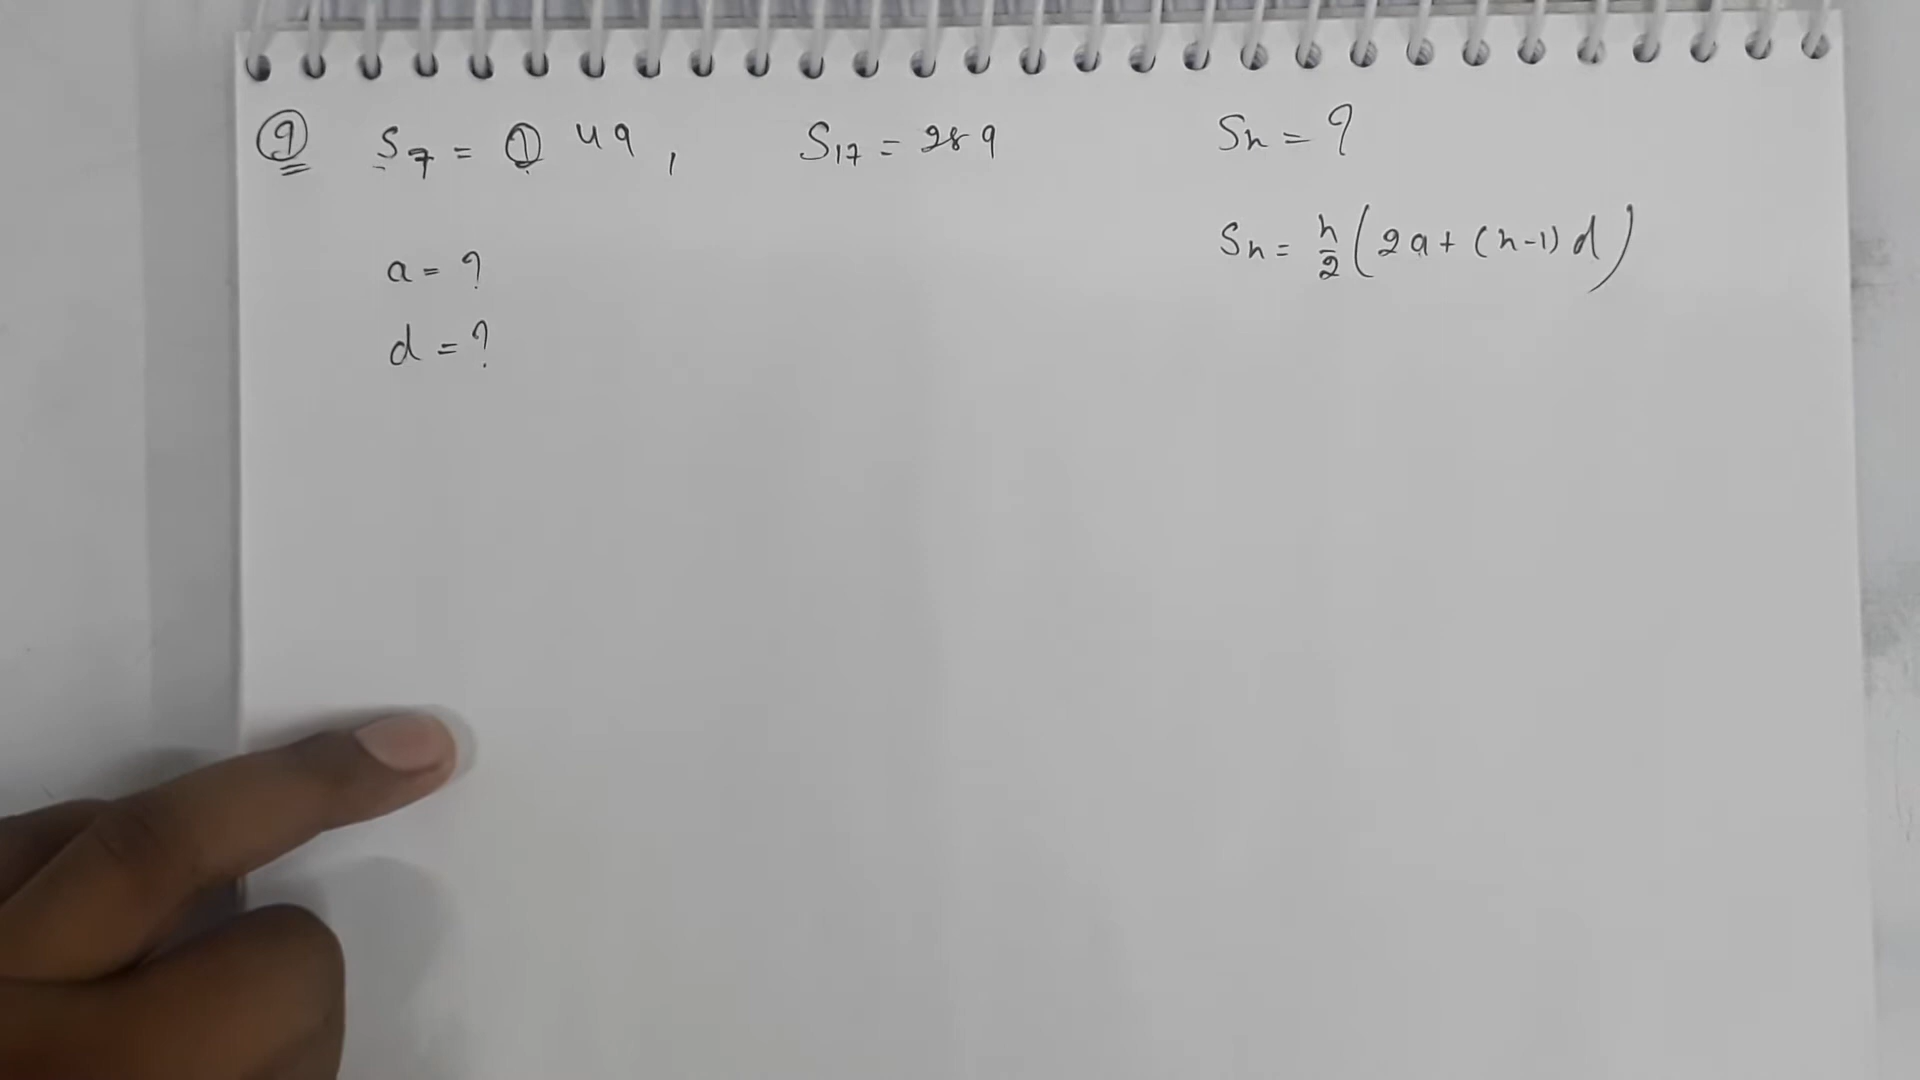 9 S7 = 49, S17 = 289 Sn = ?
Sn = n/2 (2a + (n-1) d)
a = ?
d = ?